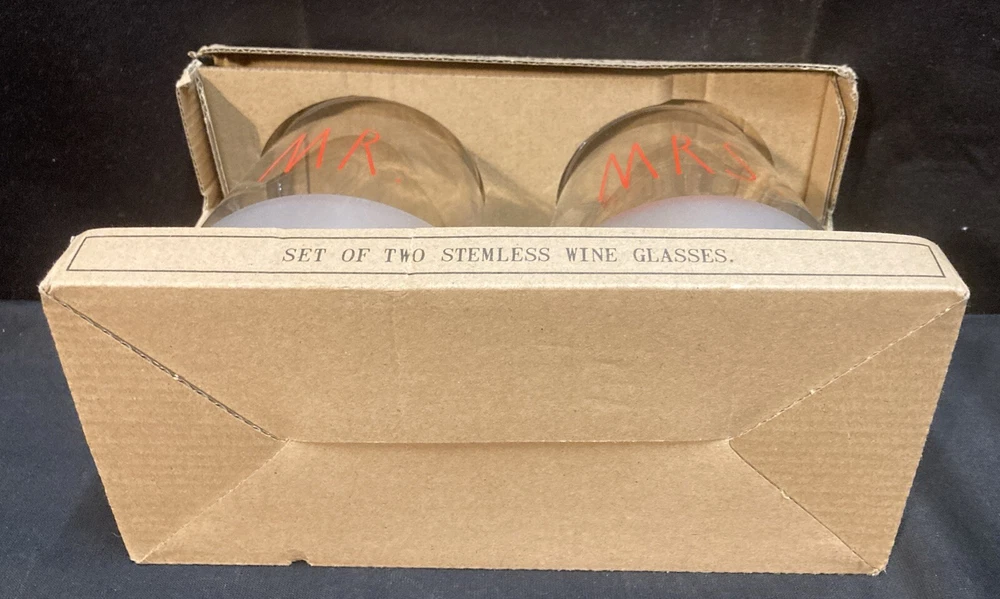 MR.
MRS
SET OF TWO STEMLESS WINE GLASSES.